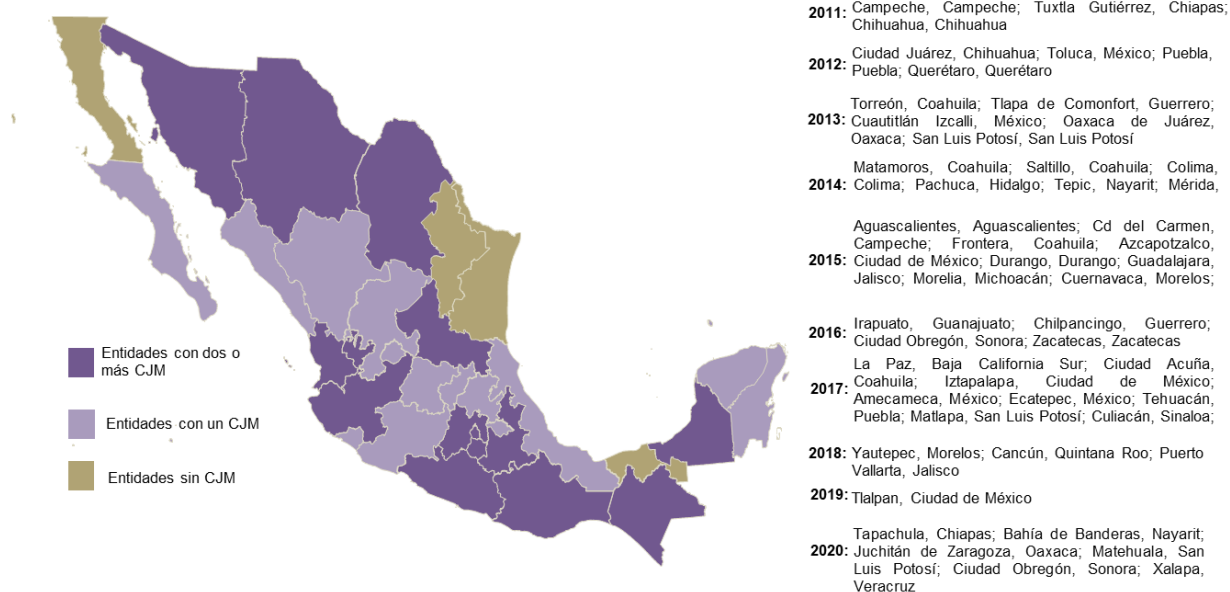 2011: Campeche, Campeche; Tuxtla Gutiérrez, Chiapas;
Chihuahua, Chihuahua
2012: Ciudad Juárez, Chihuahua; Toluca, México; Puebla,
Puebla; Querétaro, Querétaro
2013: Torreón, Coahuila; Tlapa de Comonfort, Guerrero;
Cuautitlán Izcalli, México; Oaxaca de Juárez,
Oaxaca; San Luis Potosí, San Luis Potosí
2014: Matamoros, Coahuila; Saltillo, Coahuila; Colima,
Colima; Pachuca, Hidalgo; Tepic, Nayarit; Mérida,
2015: Aguascalientes, Aguascalientes; Cd del Carmen,
Campeche; Frontera, Coahuila; Azcapotzalco,
Ciudad de México; Durango, Durango; Guadalajara,
Jalisco; Morelia, Michoacán; Cuernavaca, Morelos;
2016: Irapuato, Guanajuato; Chilpancingo, Guerrero;
Ciudad Obregón, Sonora; Zacatecas, Zacatecas
2017: La Paz, Baja California Sur; Ciudad Acuña,
Coahuila; Iztapalapa, Ciudad de México;
Amecameca, México; Ecatepec, México; Tehuacán,
Puebla; Matlapa, San Luis Potosí; Culiacán, Sinaloa;
2018: Yautepec, Morelos; Cancún, Quintana Roo; Puerto
Vallarta, Jalisco
2019: Tlalpan, Ciudad de México
2020: Tapachula, Chiapas; Bahía de Banderas, Nayarit;
Juchitán de Zaragoza, Oaxaca; Matehuala, San
Luis Potosí; Ciudad Obregón, Sonora; Xalapa,
Veracruz
Entidades con dos o
más CJM
Entidades con un CJM
Entidades sin CJM